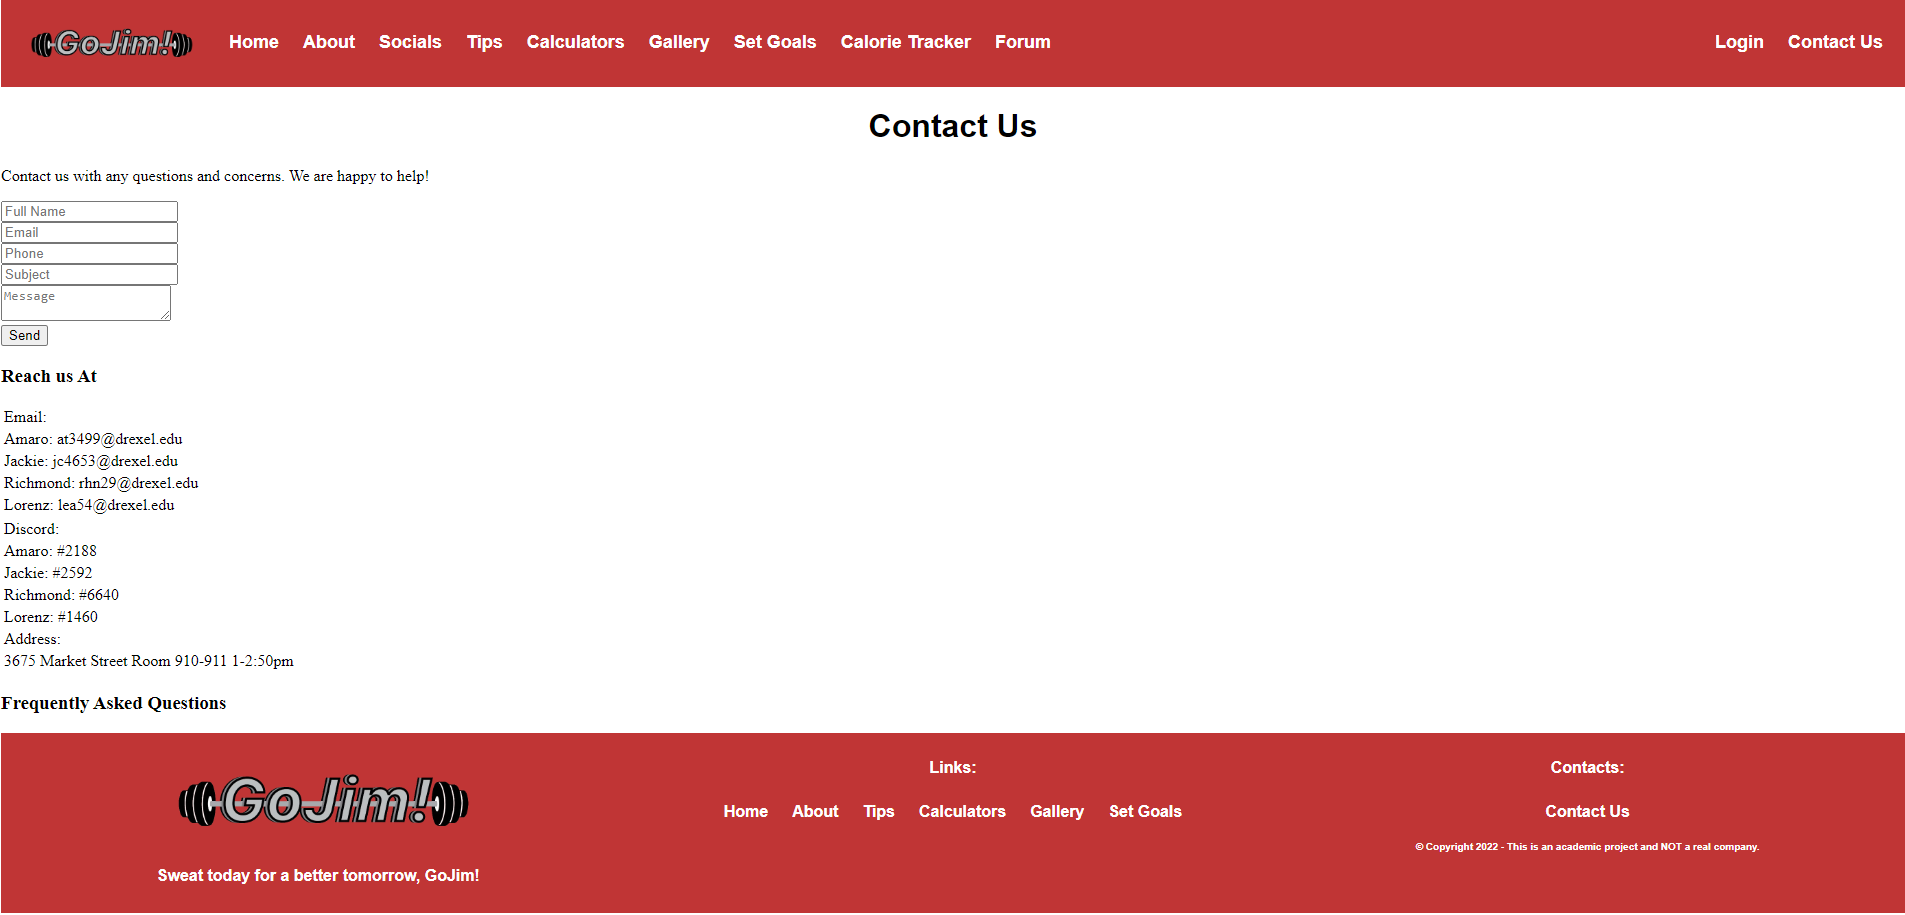 GoJim! Home About Socials Tips Calculators Gallery Set Goals Calorie Tracker Forum Login Contact Us
Contact Us
Contact us with any questions and concerns. We are happy to help!
Full Name
Email
Phone
Subject
Message
Send
Reach us At
Email:
Amaro: at3499@drexel.edu
Jackie: jc4653@drexel.edu
Richmond: rhn29@drexel.edu
Lorenz: lea54@drexel.edu
Discord:
Amaro: #2188
Jackie: #2592
Richmond: #6640
Lorenz: #1460
Address:
3675 Market Street Room 910-911 1-2:50pm
Frequently Asked Questions
GoJim!
Sweat today for a better tomorrow, GoJim!
Links:
Home About Tips Calculators Gallery Set Goals
Contacts:
Contact Us
© Copyright 2022 - This is an academic project and NOT a real company.